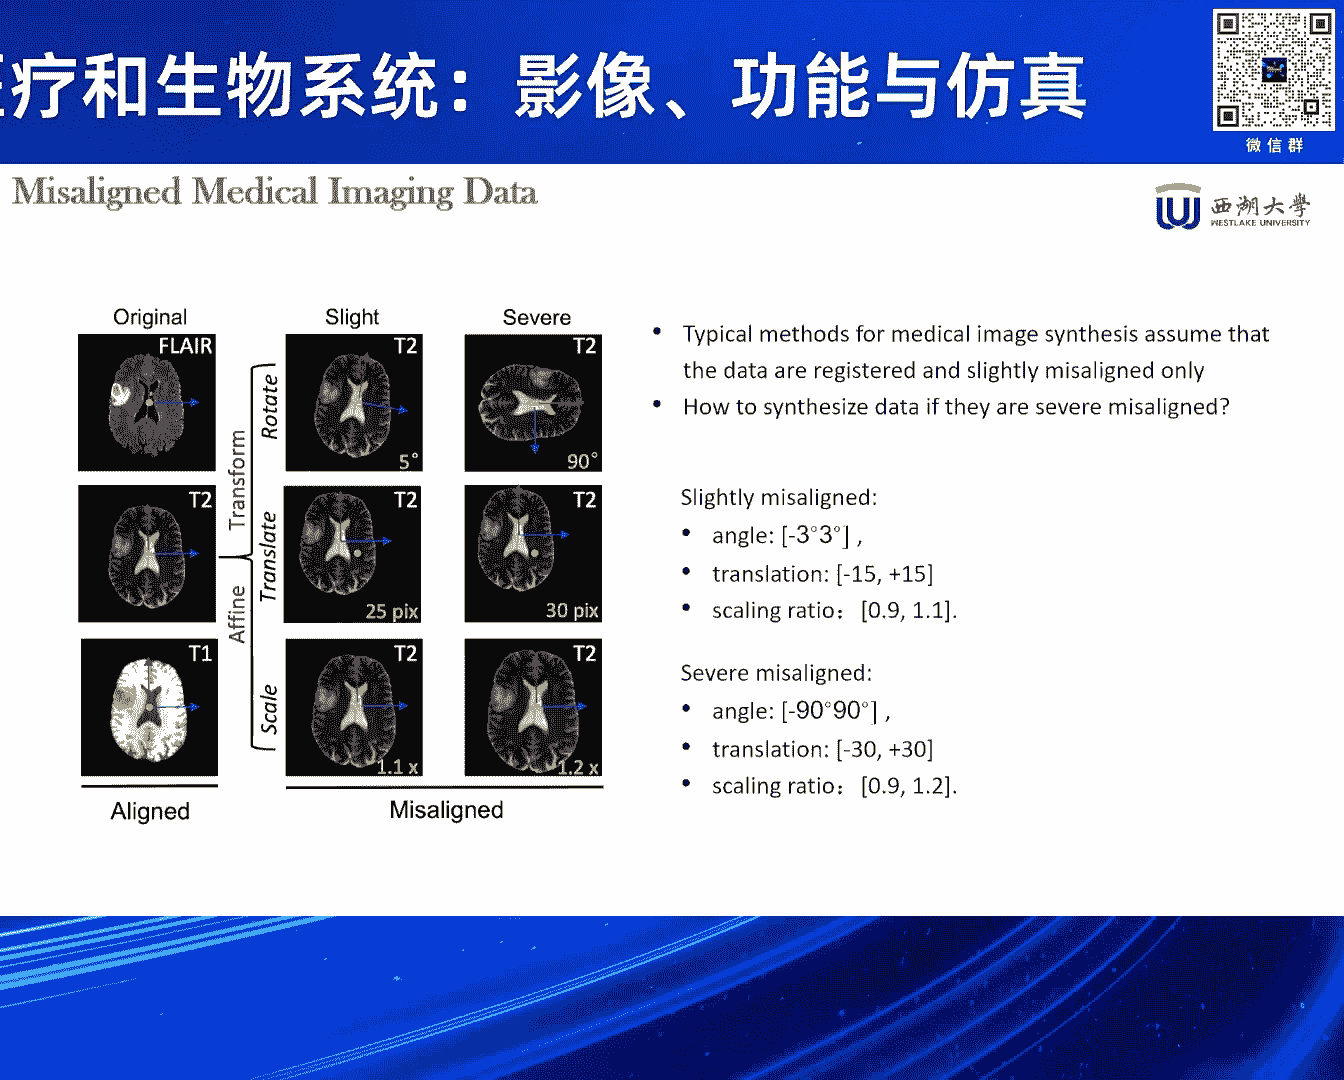 疗和生物系统：影像、功能与仿真
微信群
Misaligned Medical Imaging Data
西湖大學
WESTLAKE UNIVERSITY
Original
Slight
Severe
FLAIR
T2
T2
Rotate
5°
90°
Transform
T2
T2
T2
Translate
25 pix
30 pix
Affine
T1
T2
T2
Scale
1.1 x
1.2 x
Aligned
Misaligned
• Typical methods for medical image synthesis assume that
the data are registered and slightly misaligned only
• How to synthesize data if they are severe misaligned?
Slightly misaligned:
• angle: [-3°3°] ,
• translation: [-15, +15]
• scaling ratio： [0.9, 1.1].
Severe misaligned:
• angle: [-90°90°] ,
• translation: [-30, +30]
• scaling ratio： [0.9, 1.2].